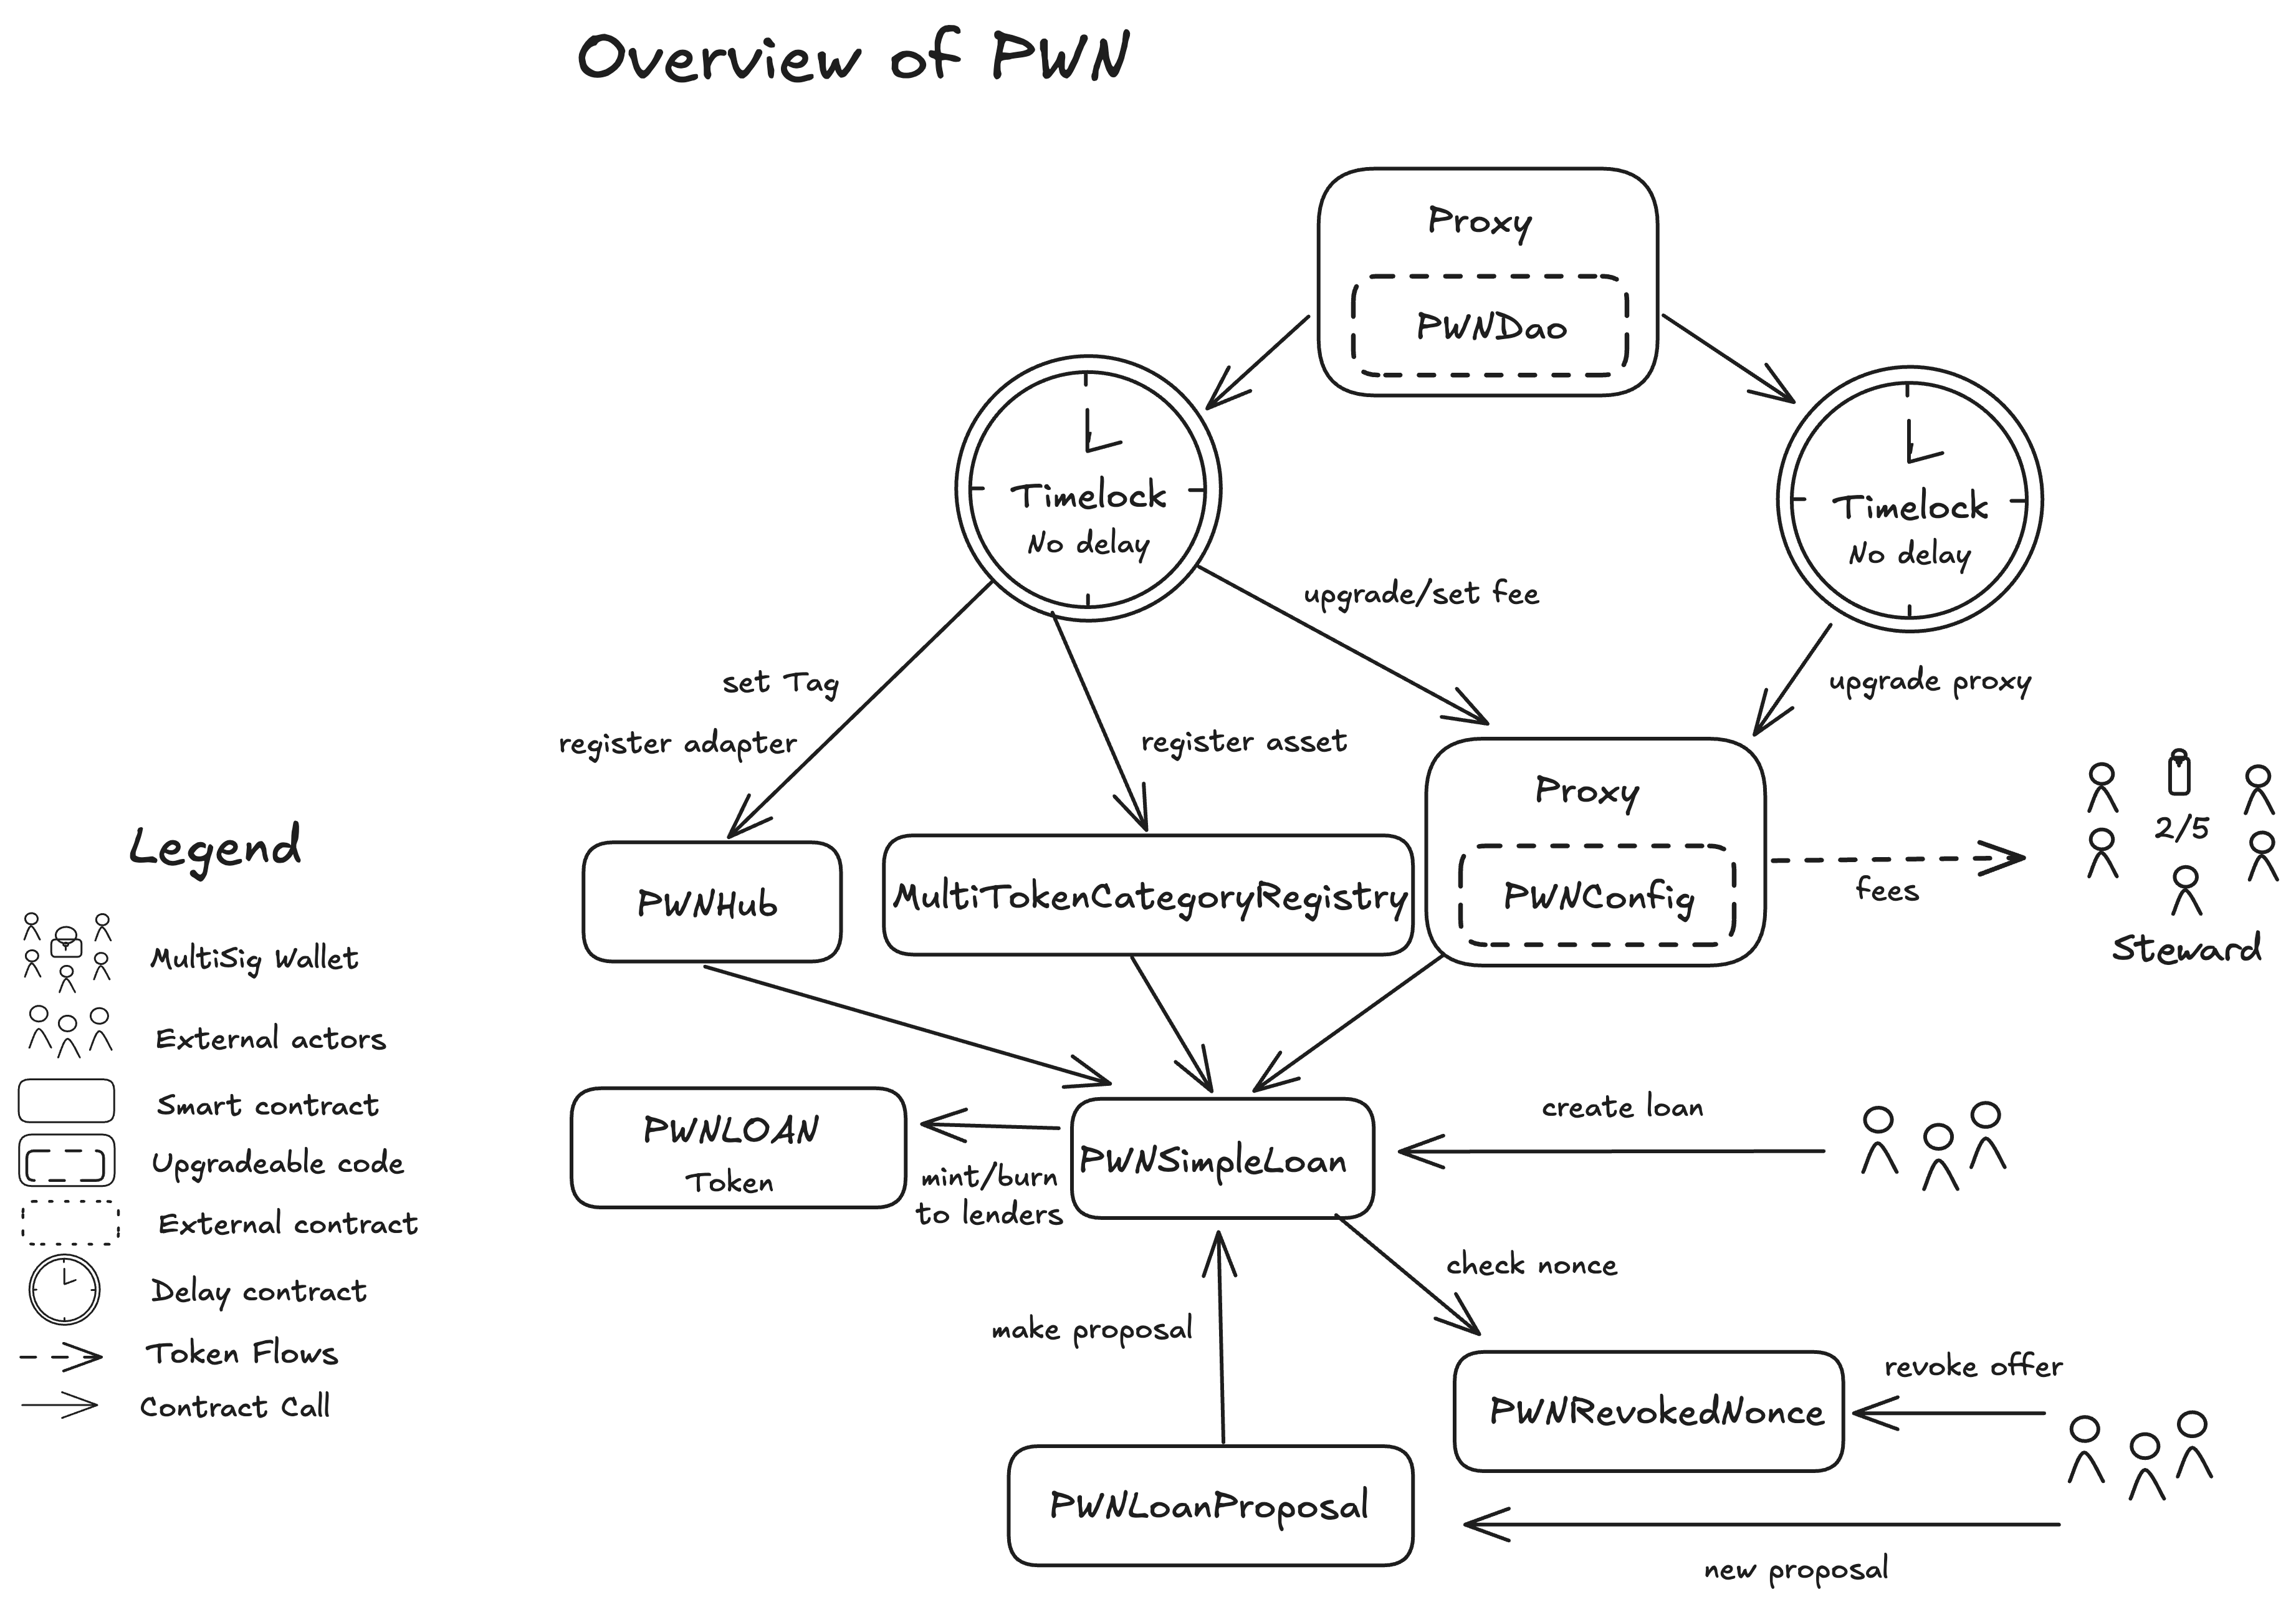 Overview of PWN
Proxy
PWNDao
Timelock
No delay
Timelock
No delay
upgrade/set fee
set Tag
upgrade proxy
register adapter
register asset
Proxy
PWNConfig
PWNHub
MultiTokenCategoryRegistry
fees
2/5
Steward
Legend
MultiSig Wallet
External actors
Smart contract
Upgradeable code
External contract
Delay contract
Token Flows
Contract Call
PWNLOAN
Token
mint/burn
to lenders
PWNSimpleLoan
create loan
check nonce
make proposal
PWNRevokedNonce
revoke offer
PWNLoanProposal
new proposal